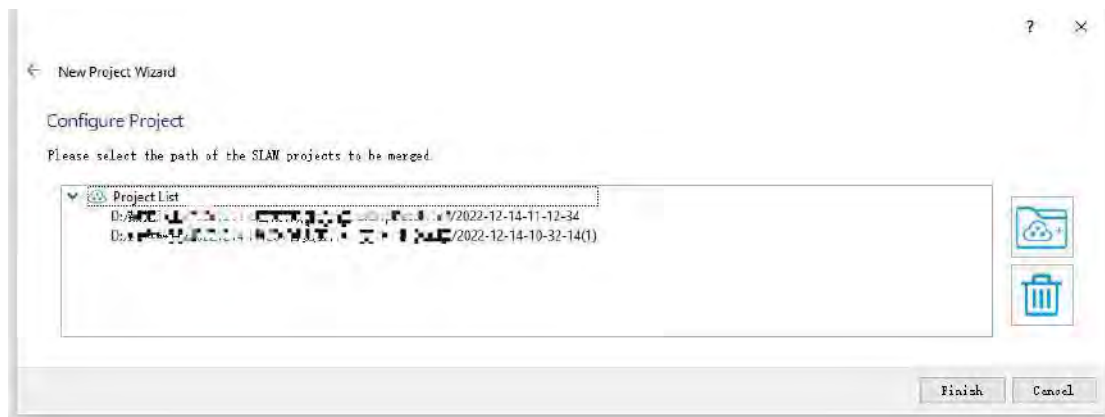 ?
×
← New Project Wizard
Configure Project
Please select the path of the SLAM projects to be merged
Project List
D:/ /2022-12-14-11-12-34
D:/ /2022-12-14-10-32-14(1)
Finish Cancel